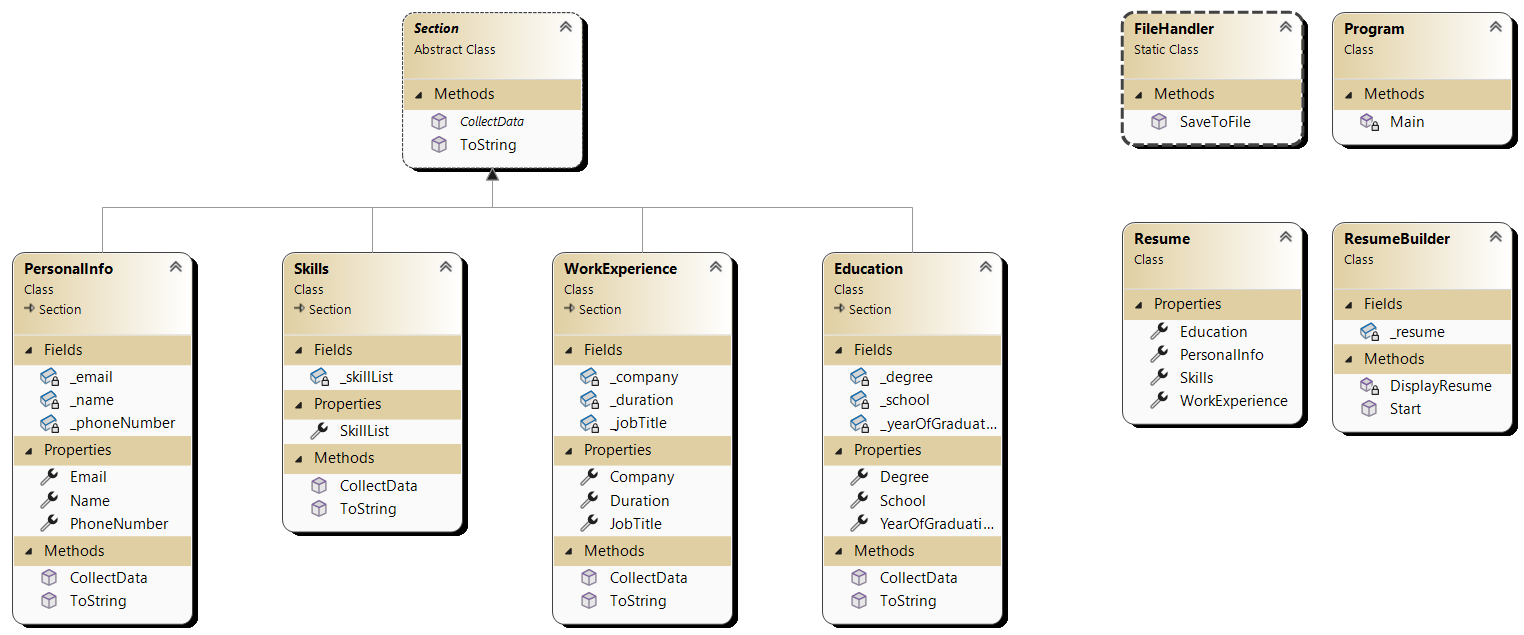 Section
Abstract Class
Methods
CollectData
ToString
FileHandler
Static Class
Methods
SaveToFile
Program
Class
Methods
Main
PersonalInfo
Class
Section
Fields
_email
_name
_phoneNumber
Properties
Email
Name
PhoneNumber
Methods
CollectData
ToString
Skills
Class
Section
Fields
_skillList
Properties
SkillList
Methods
CollectData
ToString
WorkExperience
Class
Section
Fields
_company
_duration
_jobTitle
Properties
Company
Duration
JobTitle
Methods
CollectData
ToString
Education
Class
Section
Fields
_degree
_school
_yearOfGraduat...
Properties
Degree
School
YearOfGraduati...
Methods
CollectData
ToString
Resume
Class
Properties
Education
PersonalInfo
Skills
WorkExperience
ResumeBuilder
Class
Fields
_resume
Methods
DisplayResume
Start